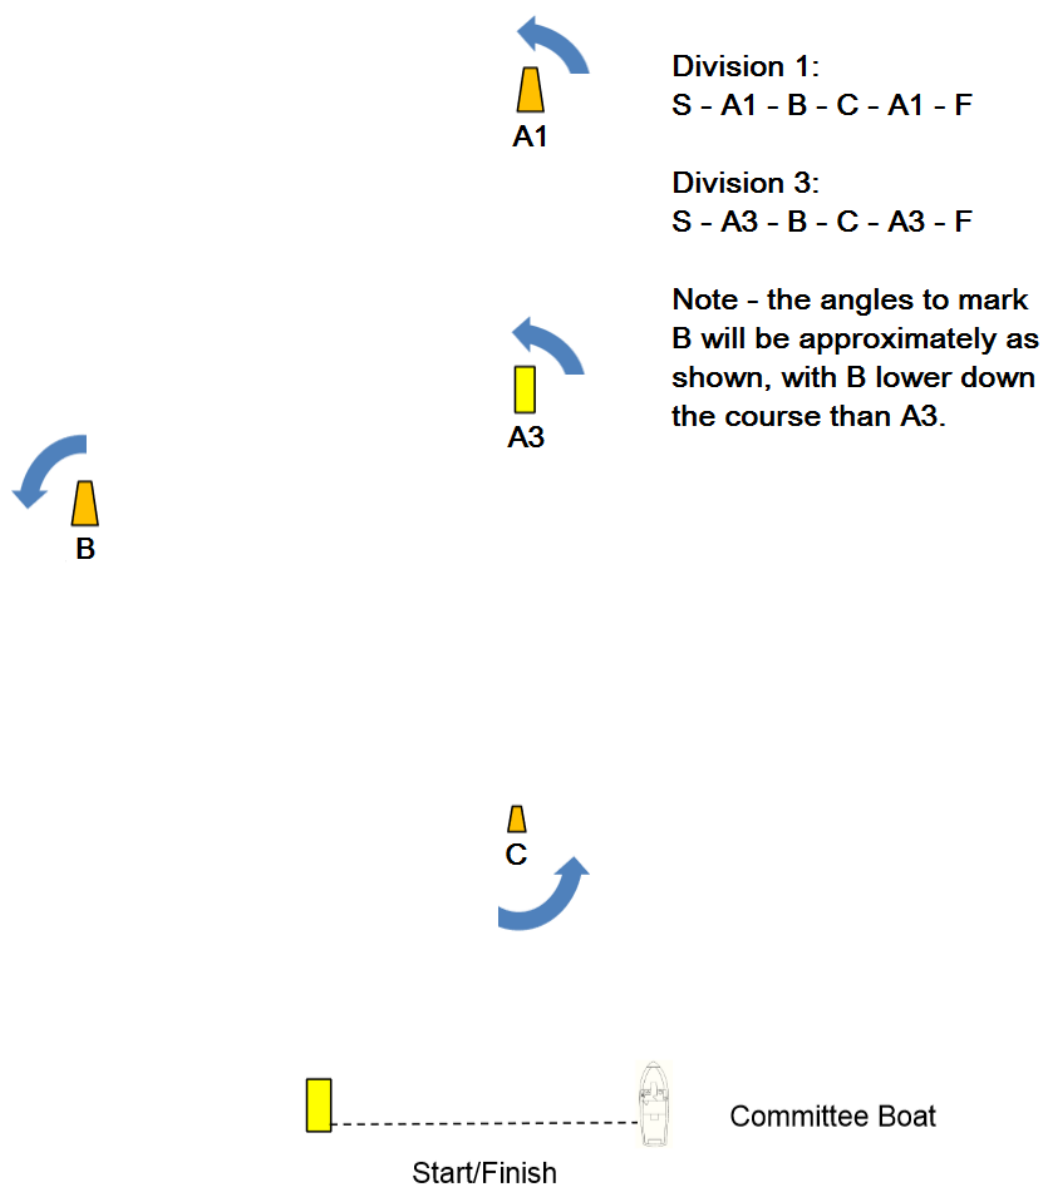 A1
Division 1:
S - A1 - B - C - A1 - F
Division 3:
S - A3 - B - C - A3 - F
Note - the angles to mark
B will be approximately as
shown, with B lower down
the course than A3.
A3
B
C
Committee Boat
Start/Finish